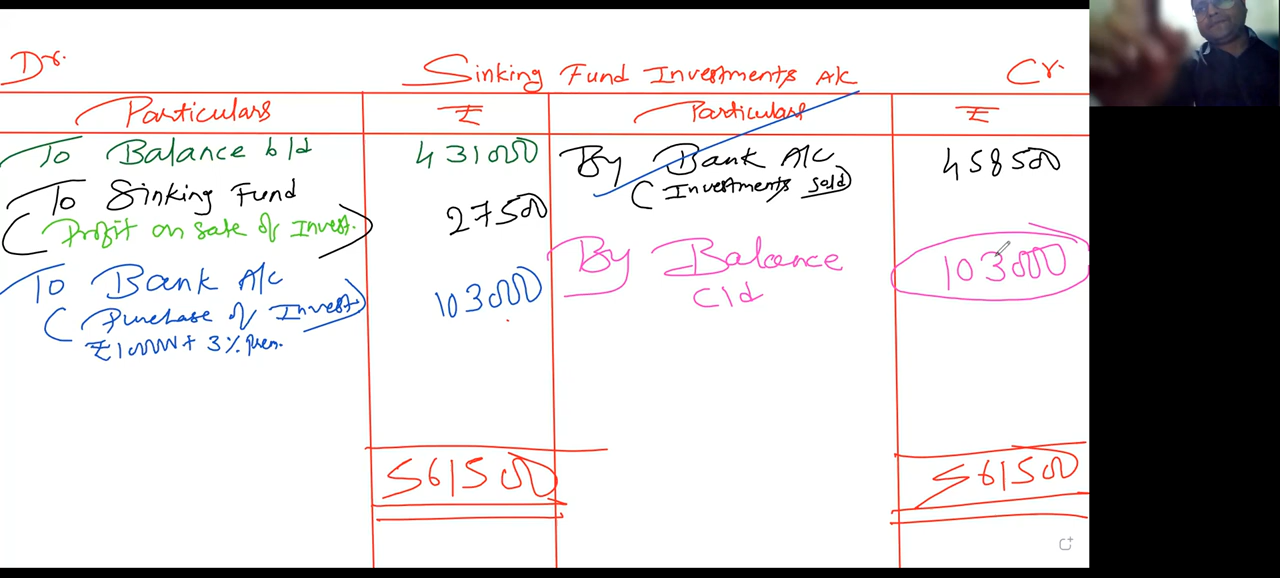 Dr. Sinking Fund Investments A/c Cr.
Particulars ₹ Particulars ₹
To Balance b/d 431000 By Bank A/c 458500
(Investments sold)
To Sinking Fund 27500
(Profit on sale of Invest.)
By Balance c/d 103000
To Bank A/c 103000
(Purchase of Invest.
₹100000 + 3% prem.
561500 561500